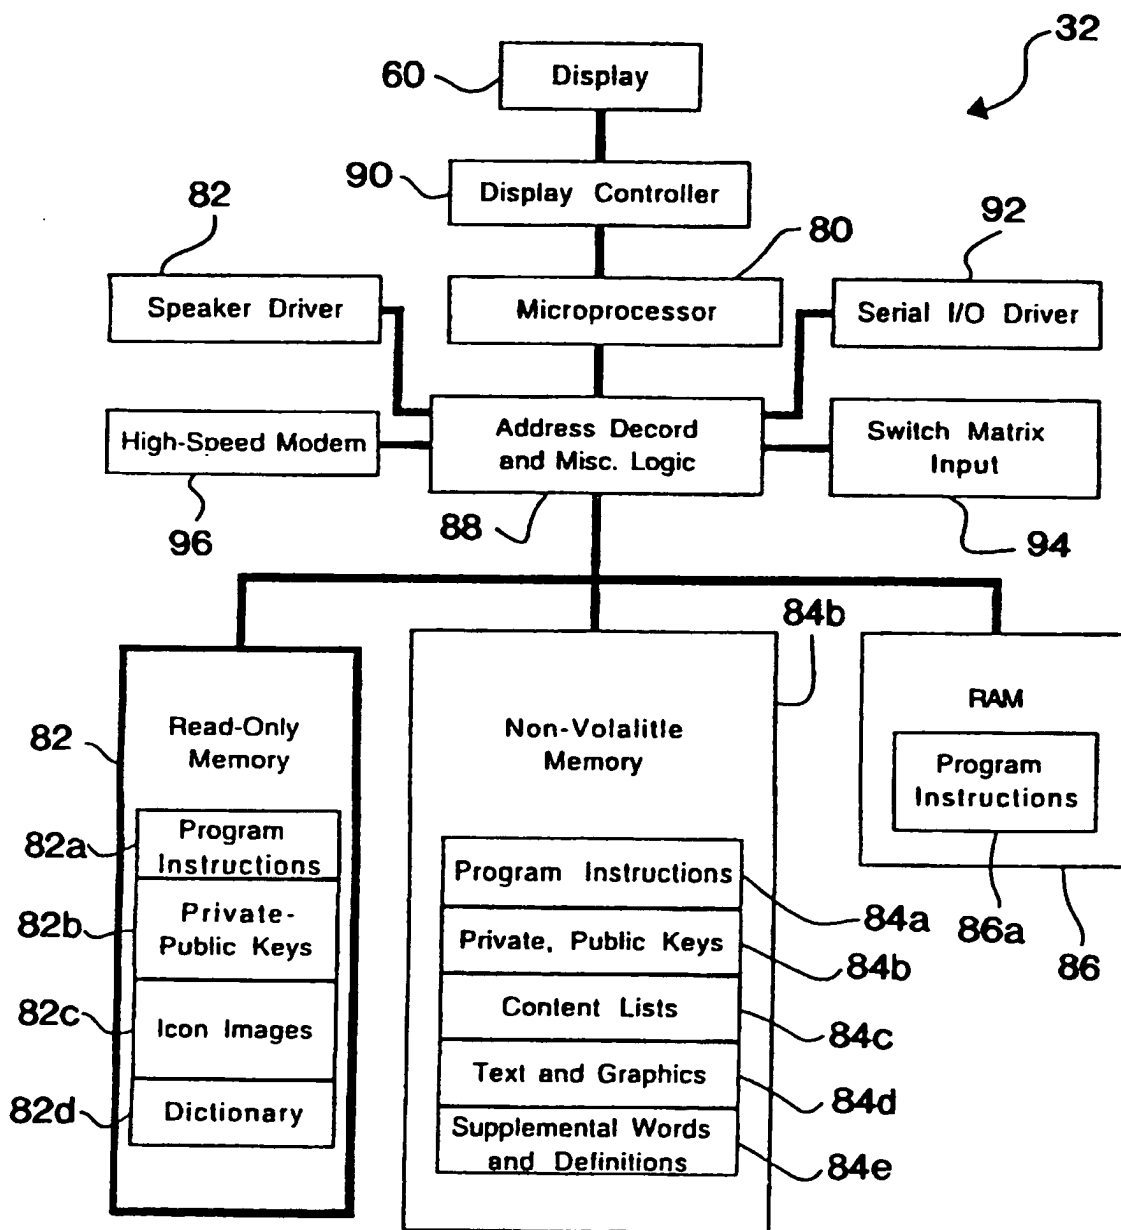 32
60
Display
90
Display Controller
82
80
92
Speaker Driver
Microprocessor
Serial I/O Driver
High-Speed Modem
Address Decord
and Misc. Logic
Switch Matrix
Input
96
88
94
84b
82
Read-Only
Memory
Non-Volalitle
Memory
RAM
Program
Instructions
86a
86
82a
Program
Instructions
82b
Private-
Public Keys
82c
Icon Images
82d
Dictionary
Program Instructions
84a
Private, Public Keys
84b
Content Lists
84c
Text and Graphics
84d
Supplemental Words
and Definitions
84e